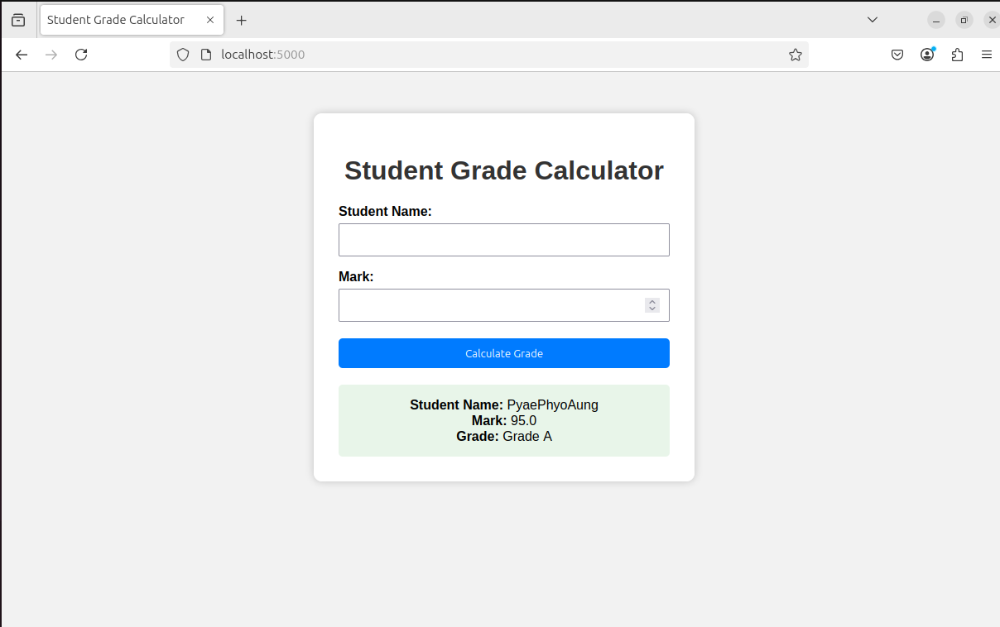 Student Grade Calculator
localhost:5000
Student Grade Calculator
Student Name:
Mark:
Calculate Grade
Student Name: PyaePhyoAung
Mark: 95.0
Grade: Grade A